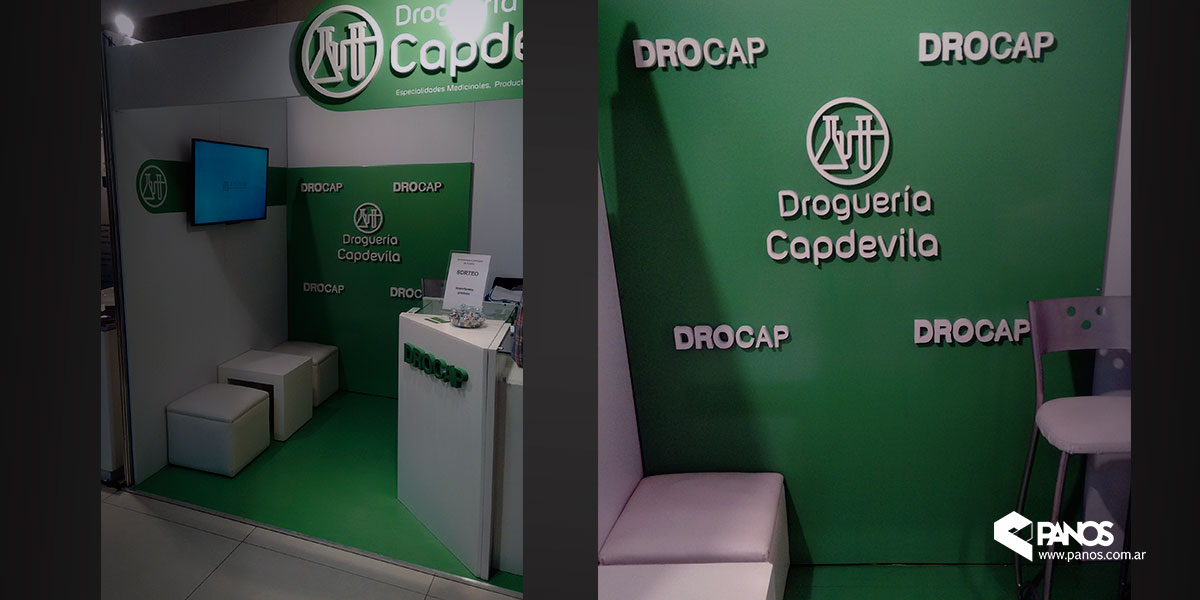 Droguería
Capde
Especialidades Medicinales, Product
DROCAP
DROCAP
Droguería
Capdevila
DROCAP
DROC
SORTEO
DROCAP
DROCAP
DROCAP
Droguería
Capdevila
DROCAP
DROCAP
PANOS
www.panos.com.ar